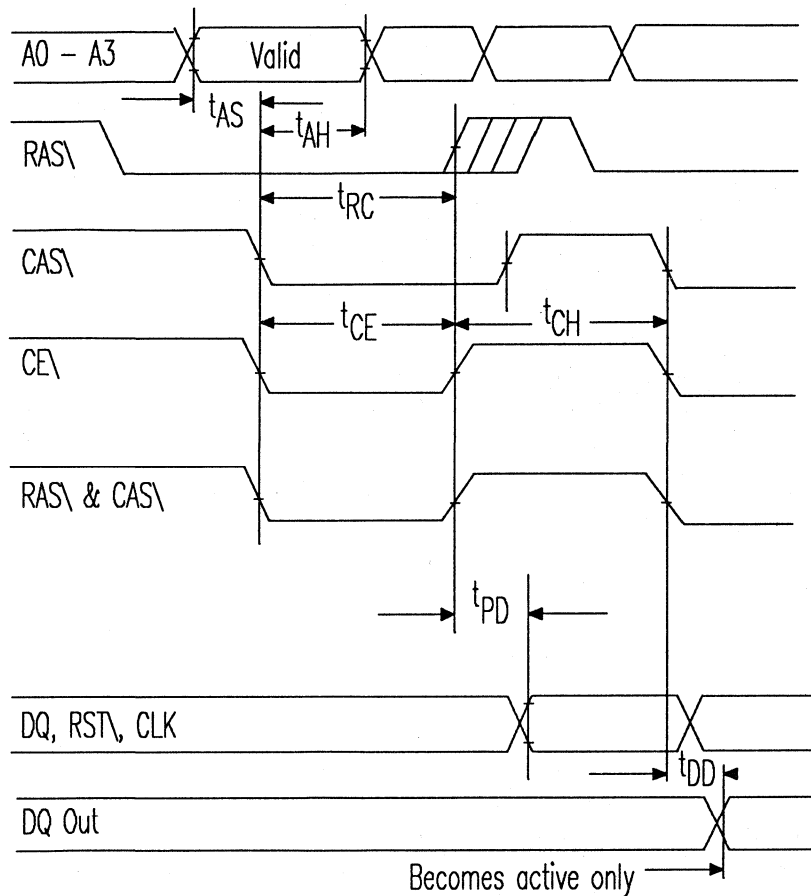 A0 – A3
Valid
tAS
tAH
RAS\
tRC
CAS\
tCE
tCH
CE\
RAS\ & CAS\
tPD
DQ, RST\, CLK
tDD
DQ Out
Becomes active only